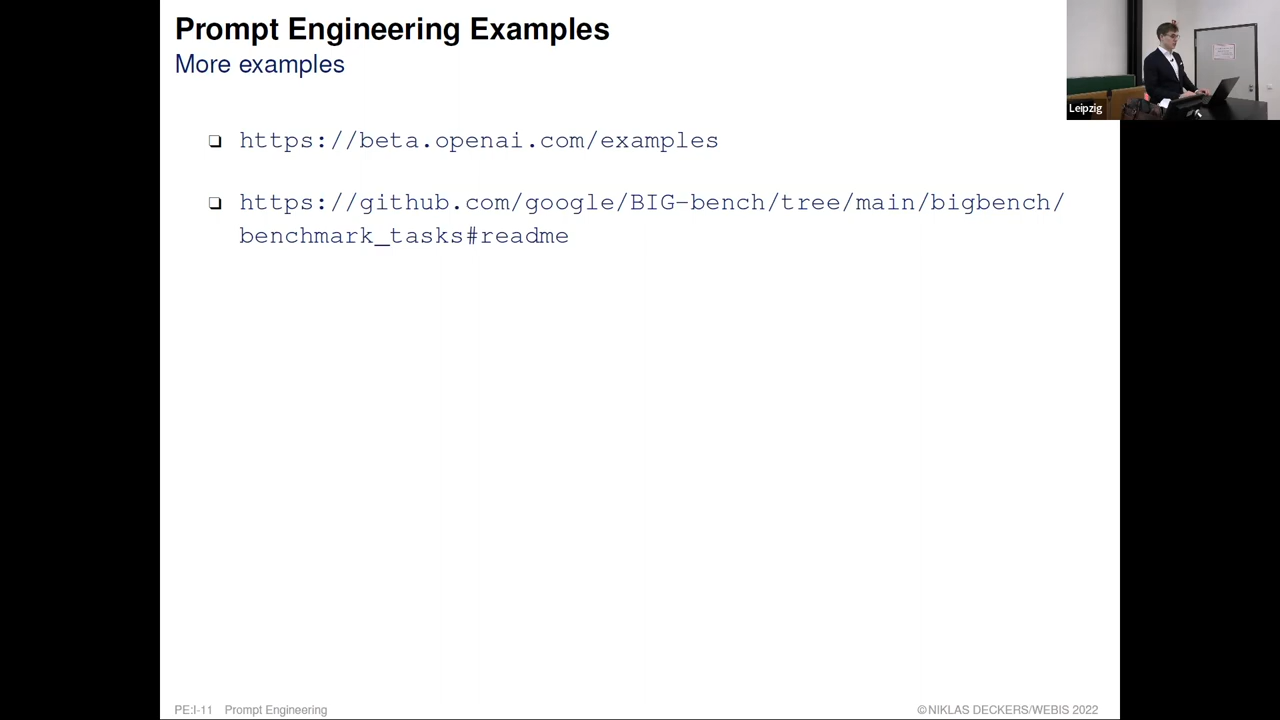 Prompt Engineering Examples
More examples
https://beta.openai.com/examples
https://github.com/google/BIG-bench/tree/main/bigbench/
benchmark_tasks#readme
Leipzig
PE:I-11 Prompt Engineering
©NIKLAS DECKERS/WEBIS 2022